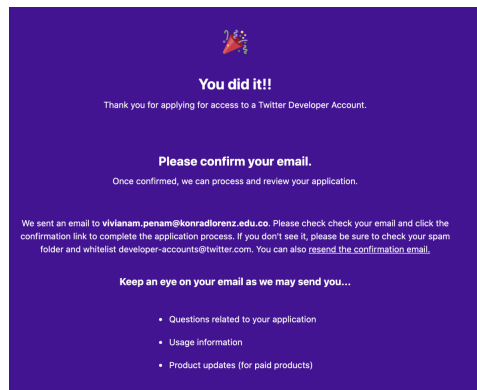 You did it!!
Thank you for applying for access to a Twitter Developer Account.
Please confirm your email.
Once confirmed, we can process and review your application.
We sent an email to vivianam.penam@konradlorenz.edu.co. Please check check your email and click the
confirmation link to complete the application process. If you don't see it, please be sure to check your spam
folder and whitelist developer-accounts@twitter.com. You can also resend the confirmation email.
Keep an eye on your email as we may send you...
• Questions related to your application
• Usage information
• Product updates (for paid products)